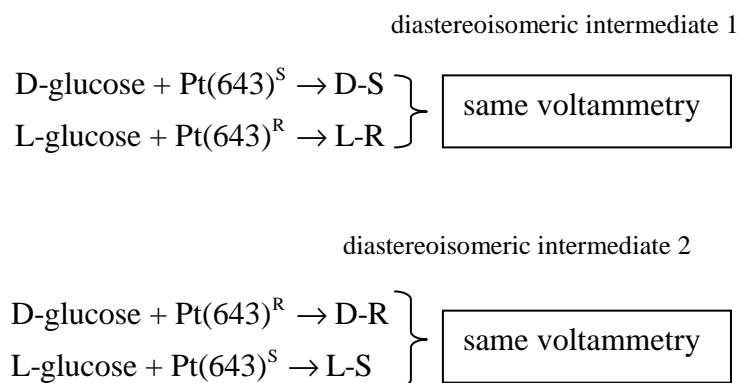 diastereoisomeric intermediate 1
D-glucose + Pt(643)ˢ → D-S
same voltammetry
L-glucose + Pt(643)ᴿ → L-R
diastereoisomeric intermediate 2
D-glucose + Pt(643)ᴿ → D-R
same voltammetry
L-glucose + Pt(643)ˢ → L-S